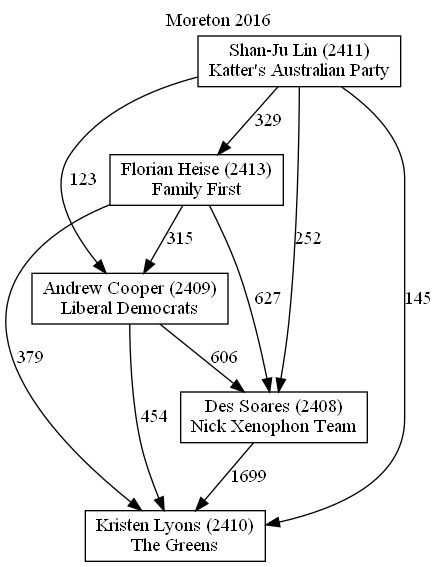 Moreton 2016
Shan-Ju Lin (2411)
Katter's Australian Party
329
Florian Heise (2413)
Family First
123
315
252
Andrew Cooper (2409)
Liberal Democrats
627
145
379
606
Des Soares (2408)
Nick Xenophon Team
454
1699
Kristen Lyons (2410)
The Greens